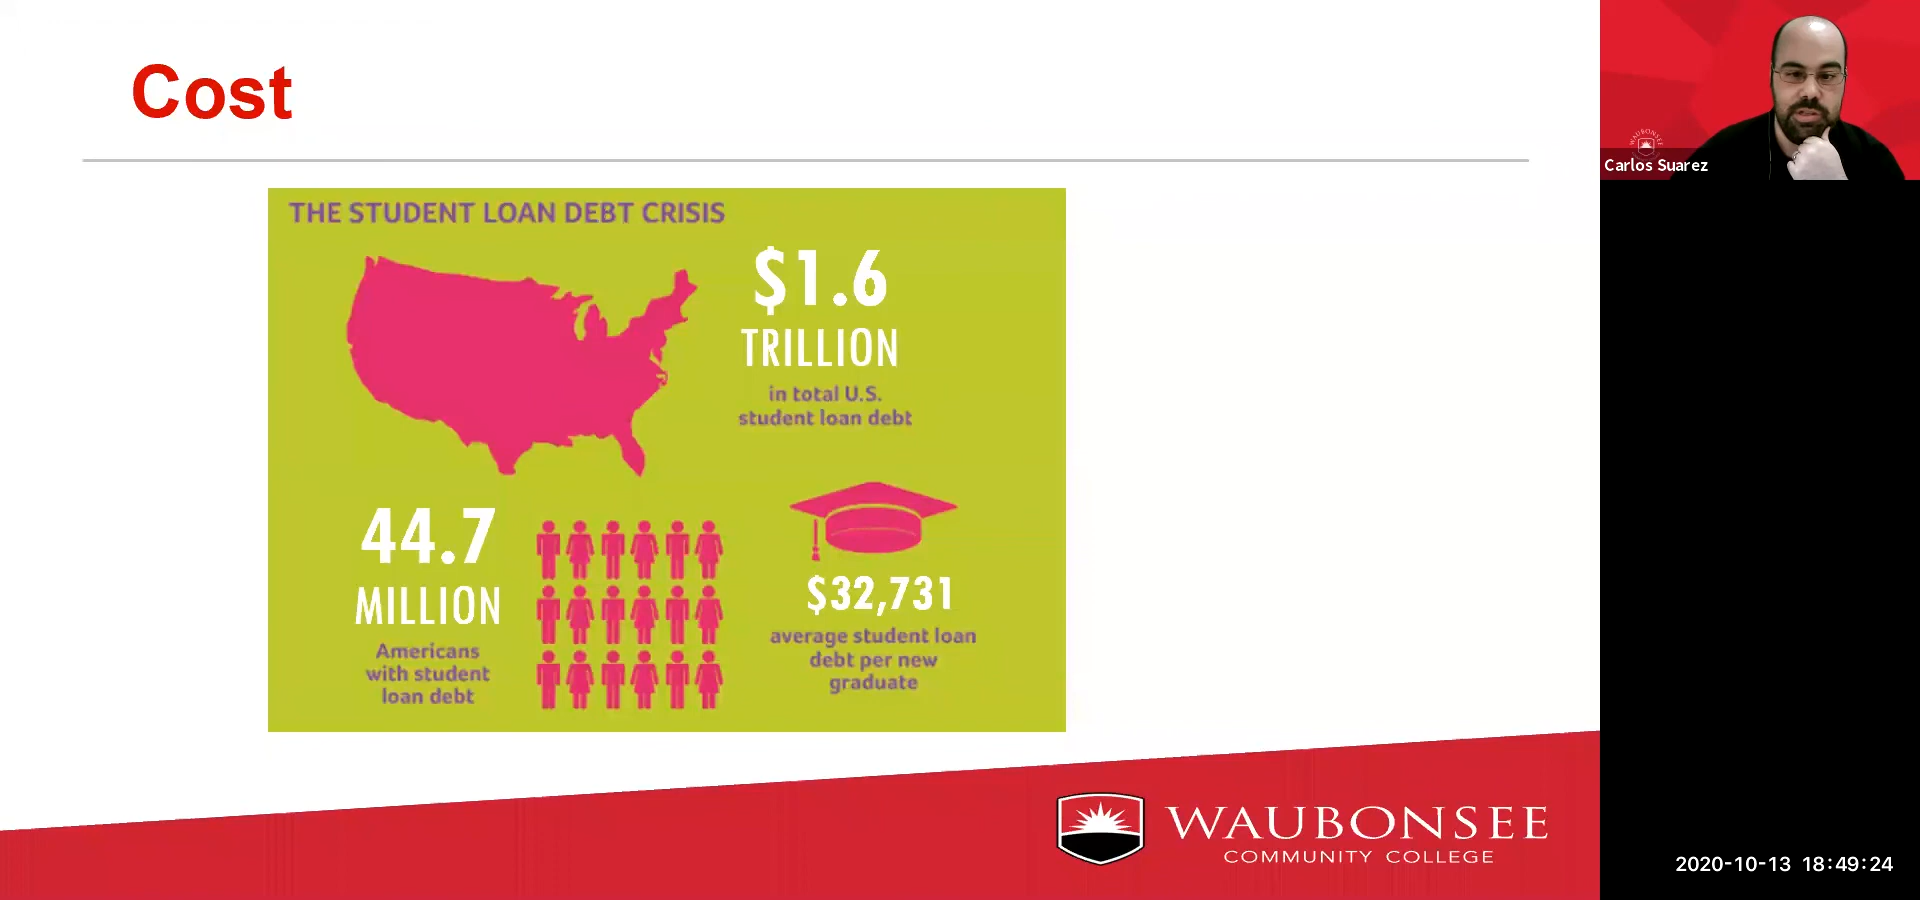 Cost
THE STUDENT LOAN DEBT CRISIS
$1.6
TRILLION
in total U.S.
student loan debt
44.7
MILLION
Americans
with student
loan debt
$32,731
average student loan
debt per new
graduate
WAUBONSEE
COMMUNITY COLLEGE
WAUBONSEE
Carlos Suarez
2020-10-13 18:49:24